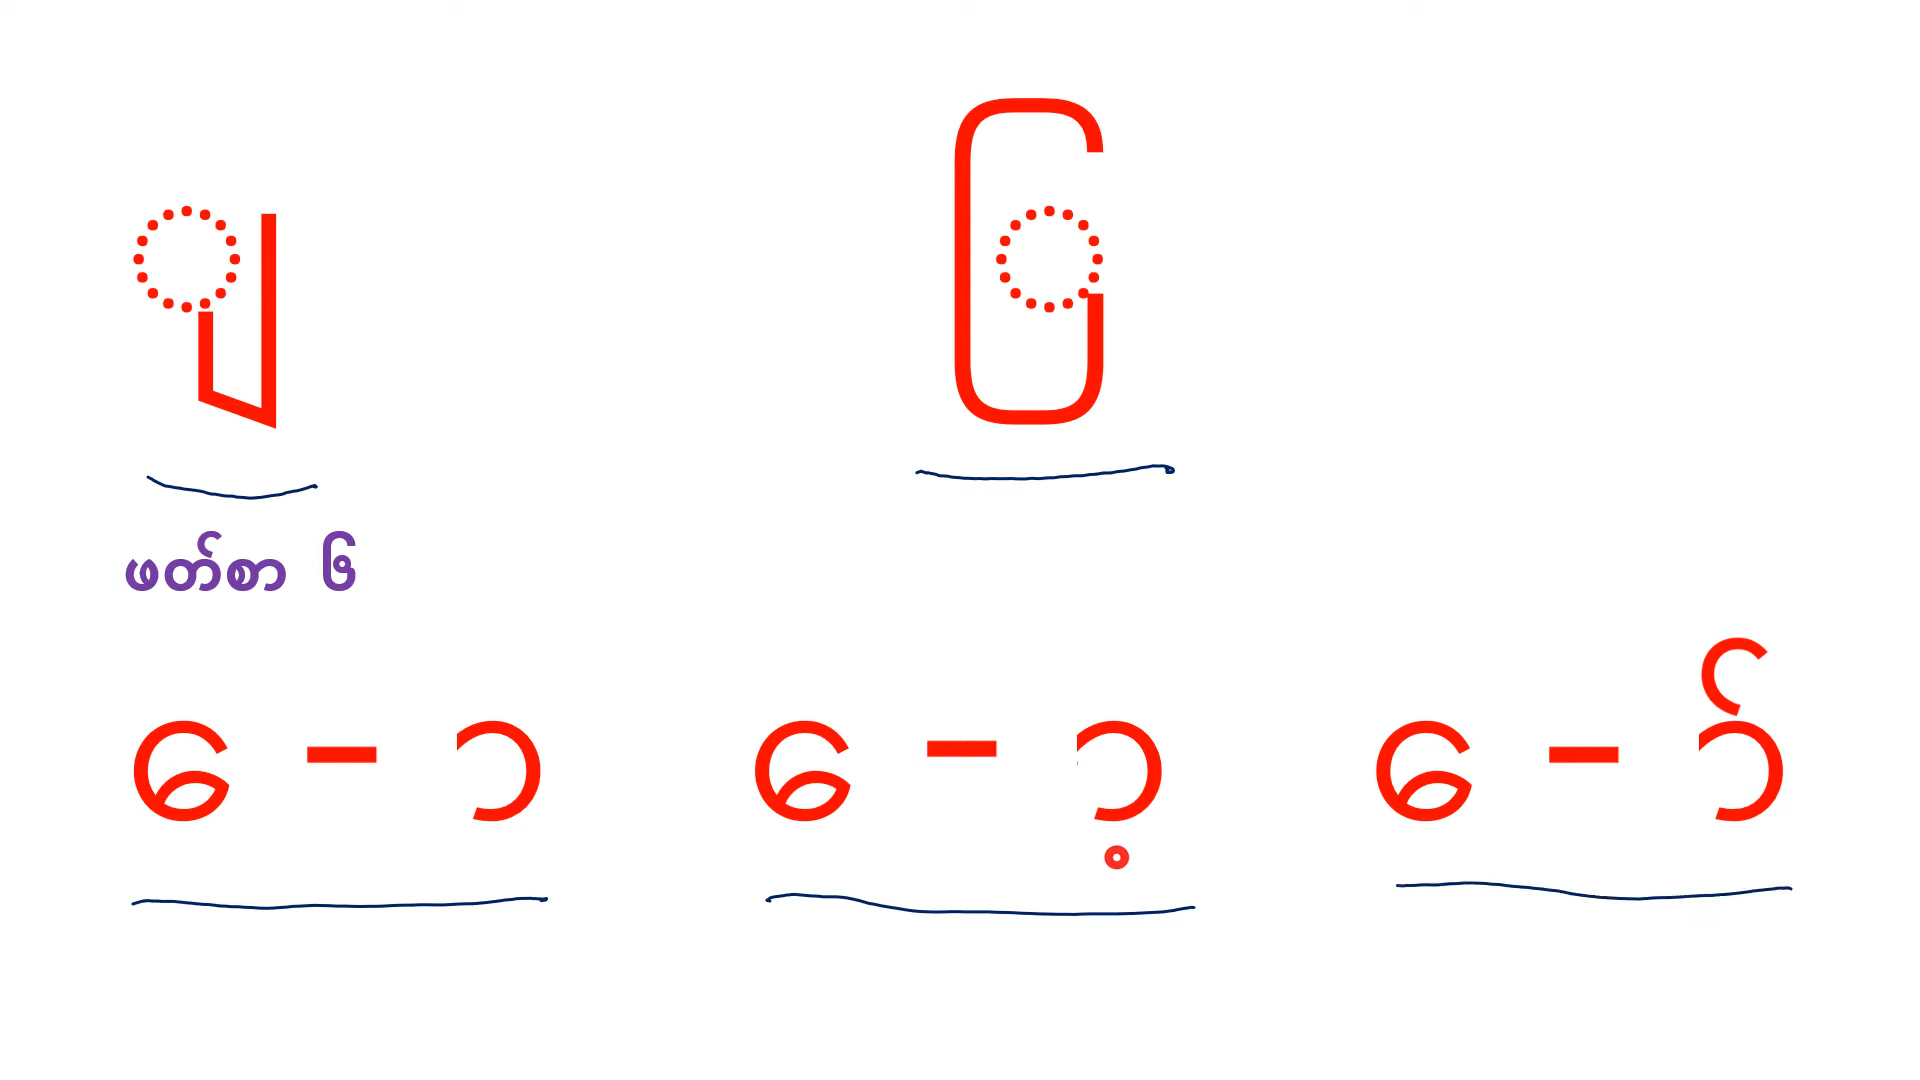 ◌ျ ြ◌
ဖတ်စာ ၆
ေ - ာ ေ - ာ့ ေ - ာ်